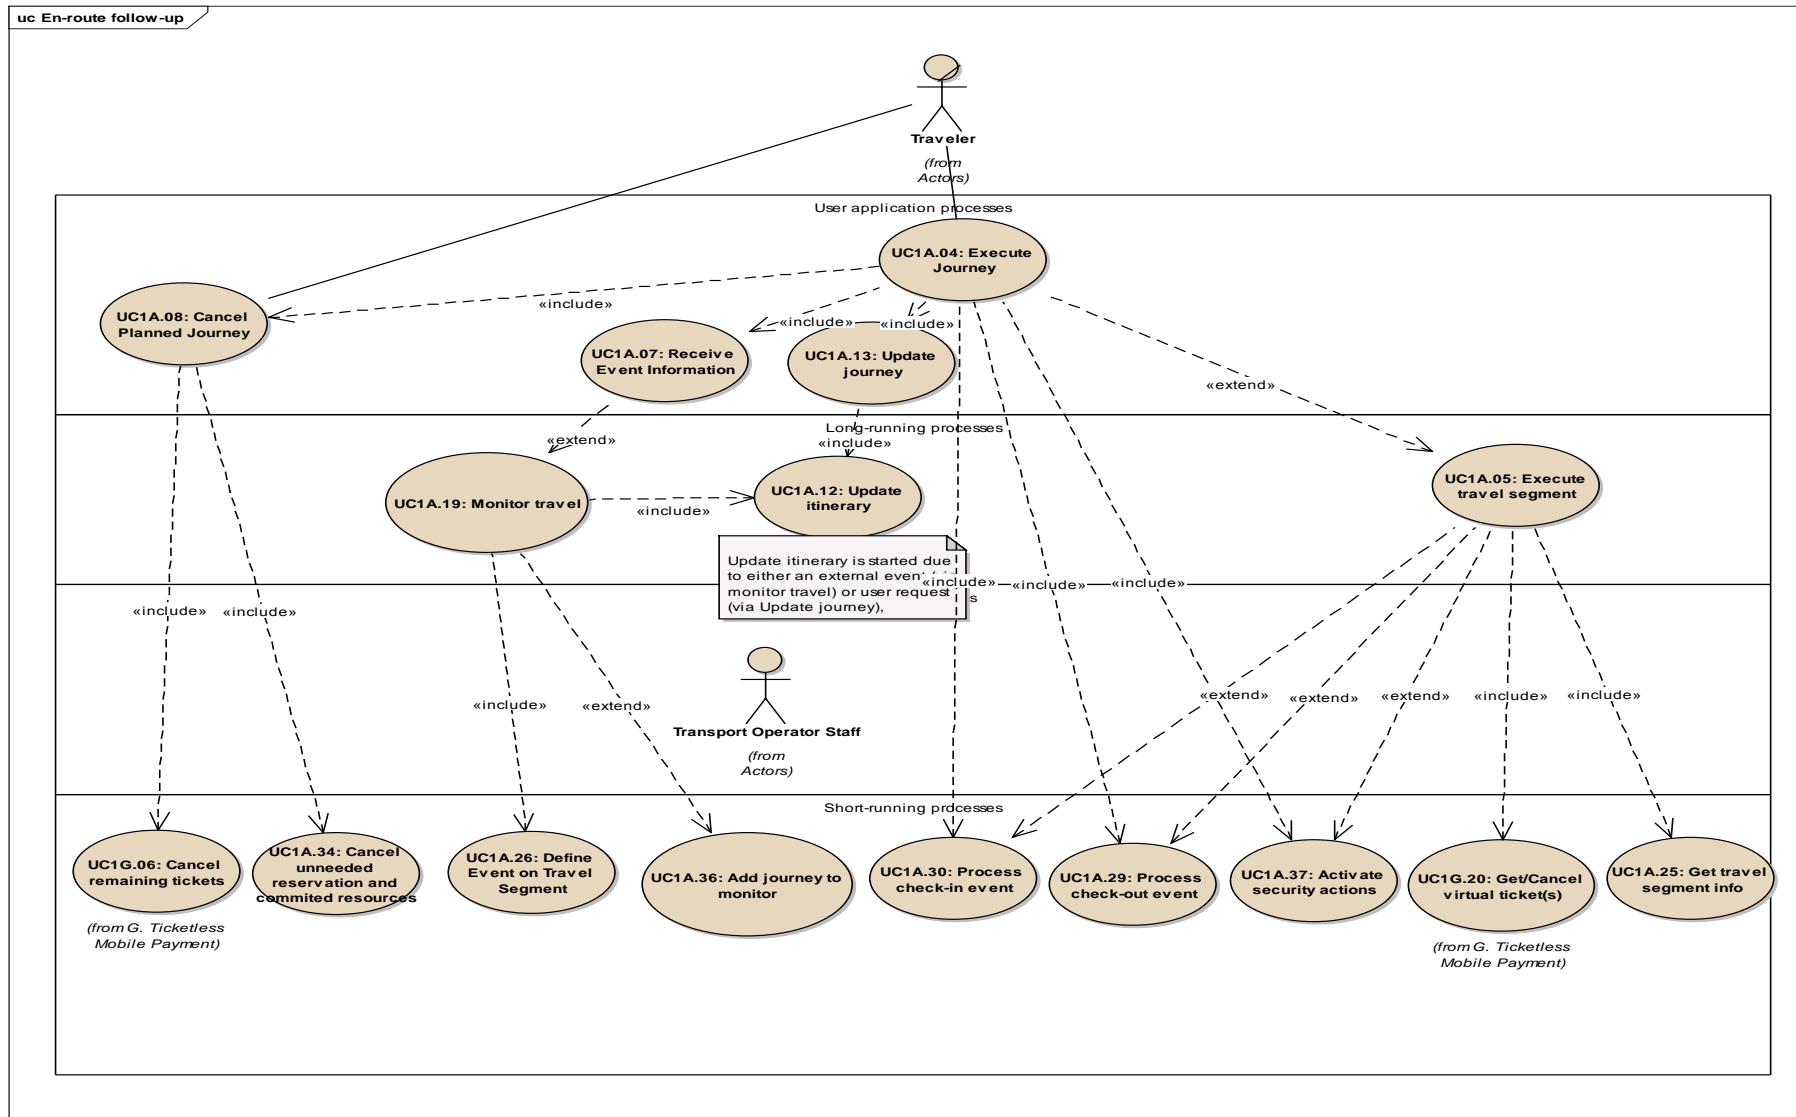 uc En-route follow-up
Traveler
(from
Actors)
User application processes
UC1A.04: Execute
Journey
«include»
UC1A.08: Cancel
Planned Journey
«include»
«include»
UC1A.07: Receive
Event Information
UC1A.13: Update
journey
«extend»
Long-running processes
«extend»
«include»
UC1A.19: Monitor travel
«include»
UC1A.12: Update
itinerary
UC1A.05: Execute
travel segment
Update itinerary is started due
to either an external event
monitor travel) or user request
(via Update journey),
s
«include»
«include»
«include»
«include»
«include»
Transport Operator Staff
(from
Actors)
«include»
«extend»
«extend»
«extend»
«extend»
«include»
«include»
Short-running processes
UC1G.06: Cancel
remaining tickets
(from G. Ticketless
Mobile Payment)
UC1A.34: Cancel
unneeded
reservation and
commited resources
UC1A.26: Define
Event on Travel
Segment
UC1A.36: Add journey to
monitor
UC1A.30: Process
check-in event
UC1A.29: Process
check-out event
UC1A.37: Activate
security actions
UC1G.20: Get/Cancel
virtual ticket(s)
(from G. Ticketless
Mobile Payment)
UC1A.25: Get travel
segment info